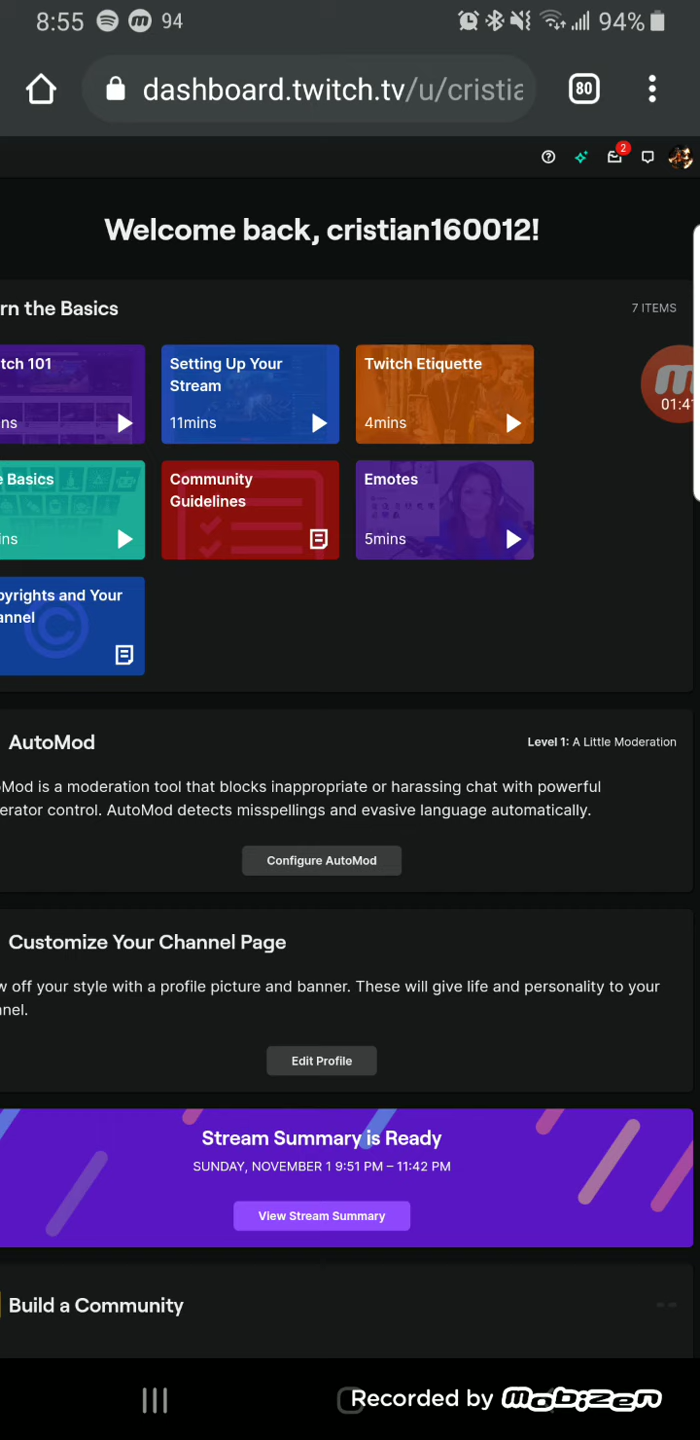 8:55 94 94%
dashboard.twitch.tv/u/cristia
80
2
Welcome back, cristian160012!
rn the Basics
7 ITEMS
tch 101
ns
Setting Up Your
Stream
11mins
Twitch Etiquette
4mins
01:41
e Basics
ins
Community
Guidelines
Emotes
5mins
pyrights and Your
annel
AutoMod
Level 1: A Little Moderation
oMod is a moderation tool that blocks inappropriate or harassing chat with powerful
erator control. AutoMod detects misspellings and evasive language automatically.
Configure AutoMod
Customize Your Channel Page
w off your style with a profile picture and banner. These will give life and personality to your
nnel.
Edit Profile
Stream Summary is Ready
SUNDAY, NOVEMBER 1 9:51 PM – 11:42 PM
View Stream Summary
Build a Community
Recorded by mobizen